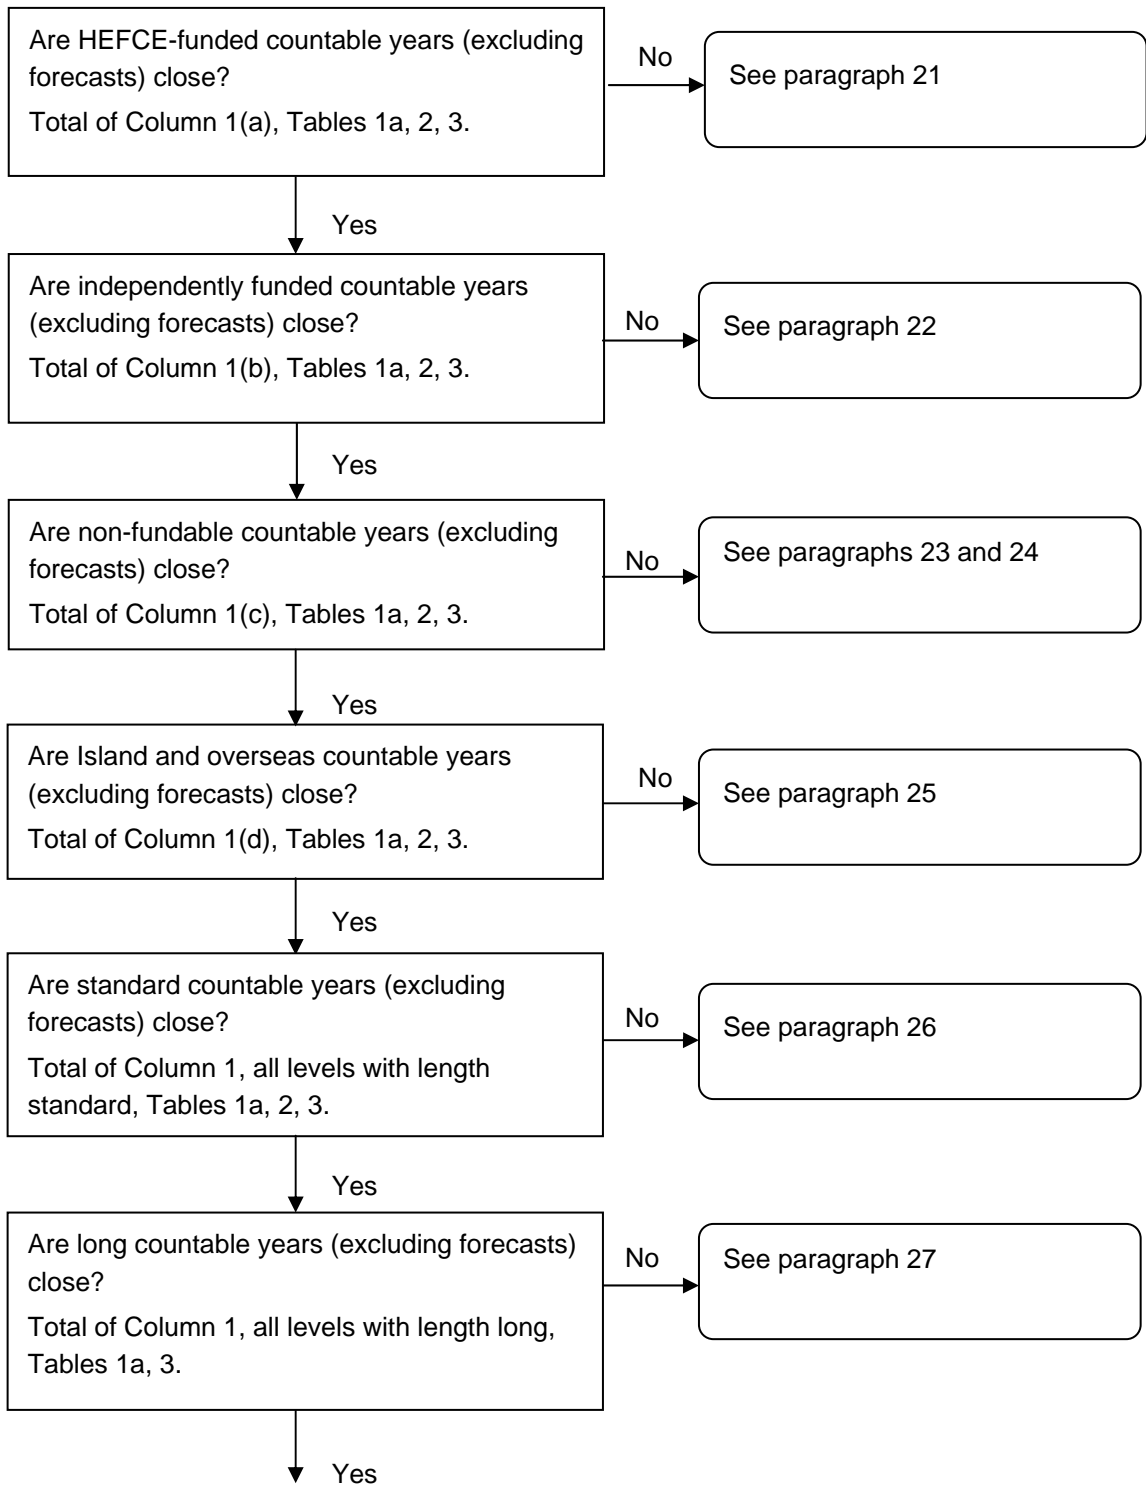 Are HEFCE-funded countable years (excluding
forecasts) close?
Total of Column 1(a), Tables 1a, 2, 3.
No
See paragraph 21
Yes
Are independently funded countable years
(excluding forecasts) close?
Total of Column 1(b), Tables 1a, 2, 3.
No
See paragraph 22
Yes
Are non-fundable countable years (excluding
forecasts) close?
Total of Column 1(c), Tables 1a, 2, 3.
No
See paragraphs 23 and 24
Yes
Are Island and overseas countable years
(excluding forecasts) close?
Total of Column 1(d), Tables 1a, 2, 3.
No
See paragraph 25
Yes
Are standard countable years (excluding
forecasts) close?
Total of Column 1, all levels with length
standard, Tables 1a, 2, 3.
No
See paragraph 26
Yes
Are long countable years (excluding forecasts)
close?
Total of Column 1, all levels with length long,
Tables 1a, 3.
No
See paragraph 27
Yes